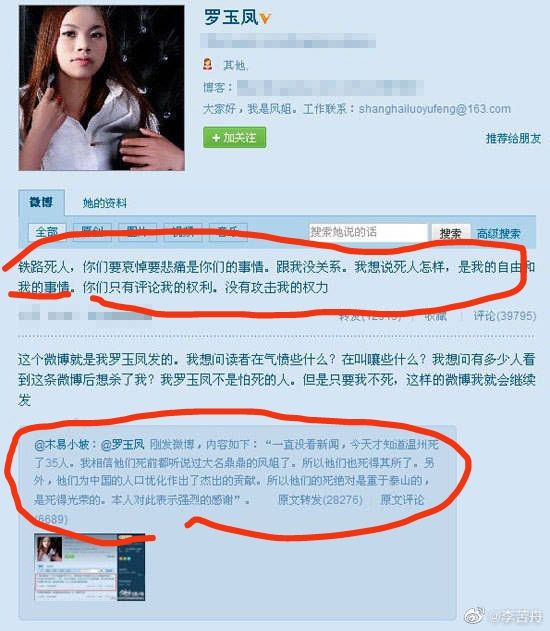 罗玉凤
其他,
博客:
大家好，我是凤姐。工作联系：shanghailuoyufeng@163.com
+加关注
推荐给朋友
微博
她的资料
全部 原创 图片 视频 音乐 搜索她说的话 搜索 高级搜索
铁路死人，你们要哀悼要悲痛是你们的事情。跟我没关系。我想说死人怎样，是我的自由和
我的事情。你们只有评论我的权利。没有攻击我的权力
收藏 评论(39795)
这个微博就是我罗玉凤发的。我想问读者在气愤些什么？在叫嚷些什么？我想问有多少人看
到这条微博后想杀了我？我罗玉凤不是怕死的人。但是只要我不死，这样的微博我就会继续
发
@木易小坡：@罗玉凤 刚发微博，内容如下：“一直没看新闻，今天才知道温州死
了35人。我相信他们死前都听说过大名鼎鼎的凤姐了。所以他们也死得其所了。另
外，他们为中国的人口优化作出了杰出的贡献。所以他们的死绝对是重于泰山的，
是死得光荣的。本人对此表示强烈的感谢”。 原文转发(28276) 原文评论
(6689)
@李苦舟